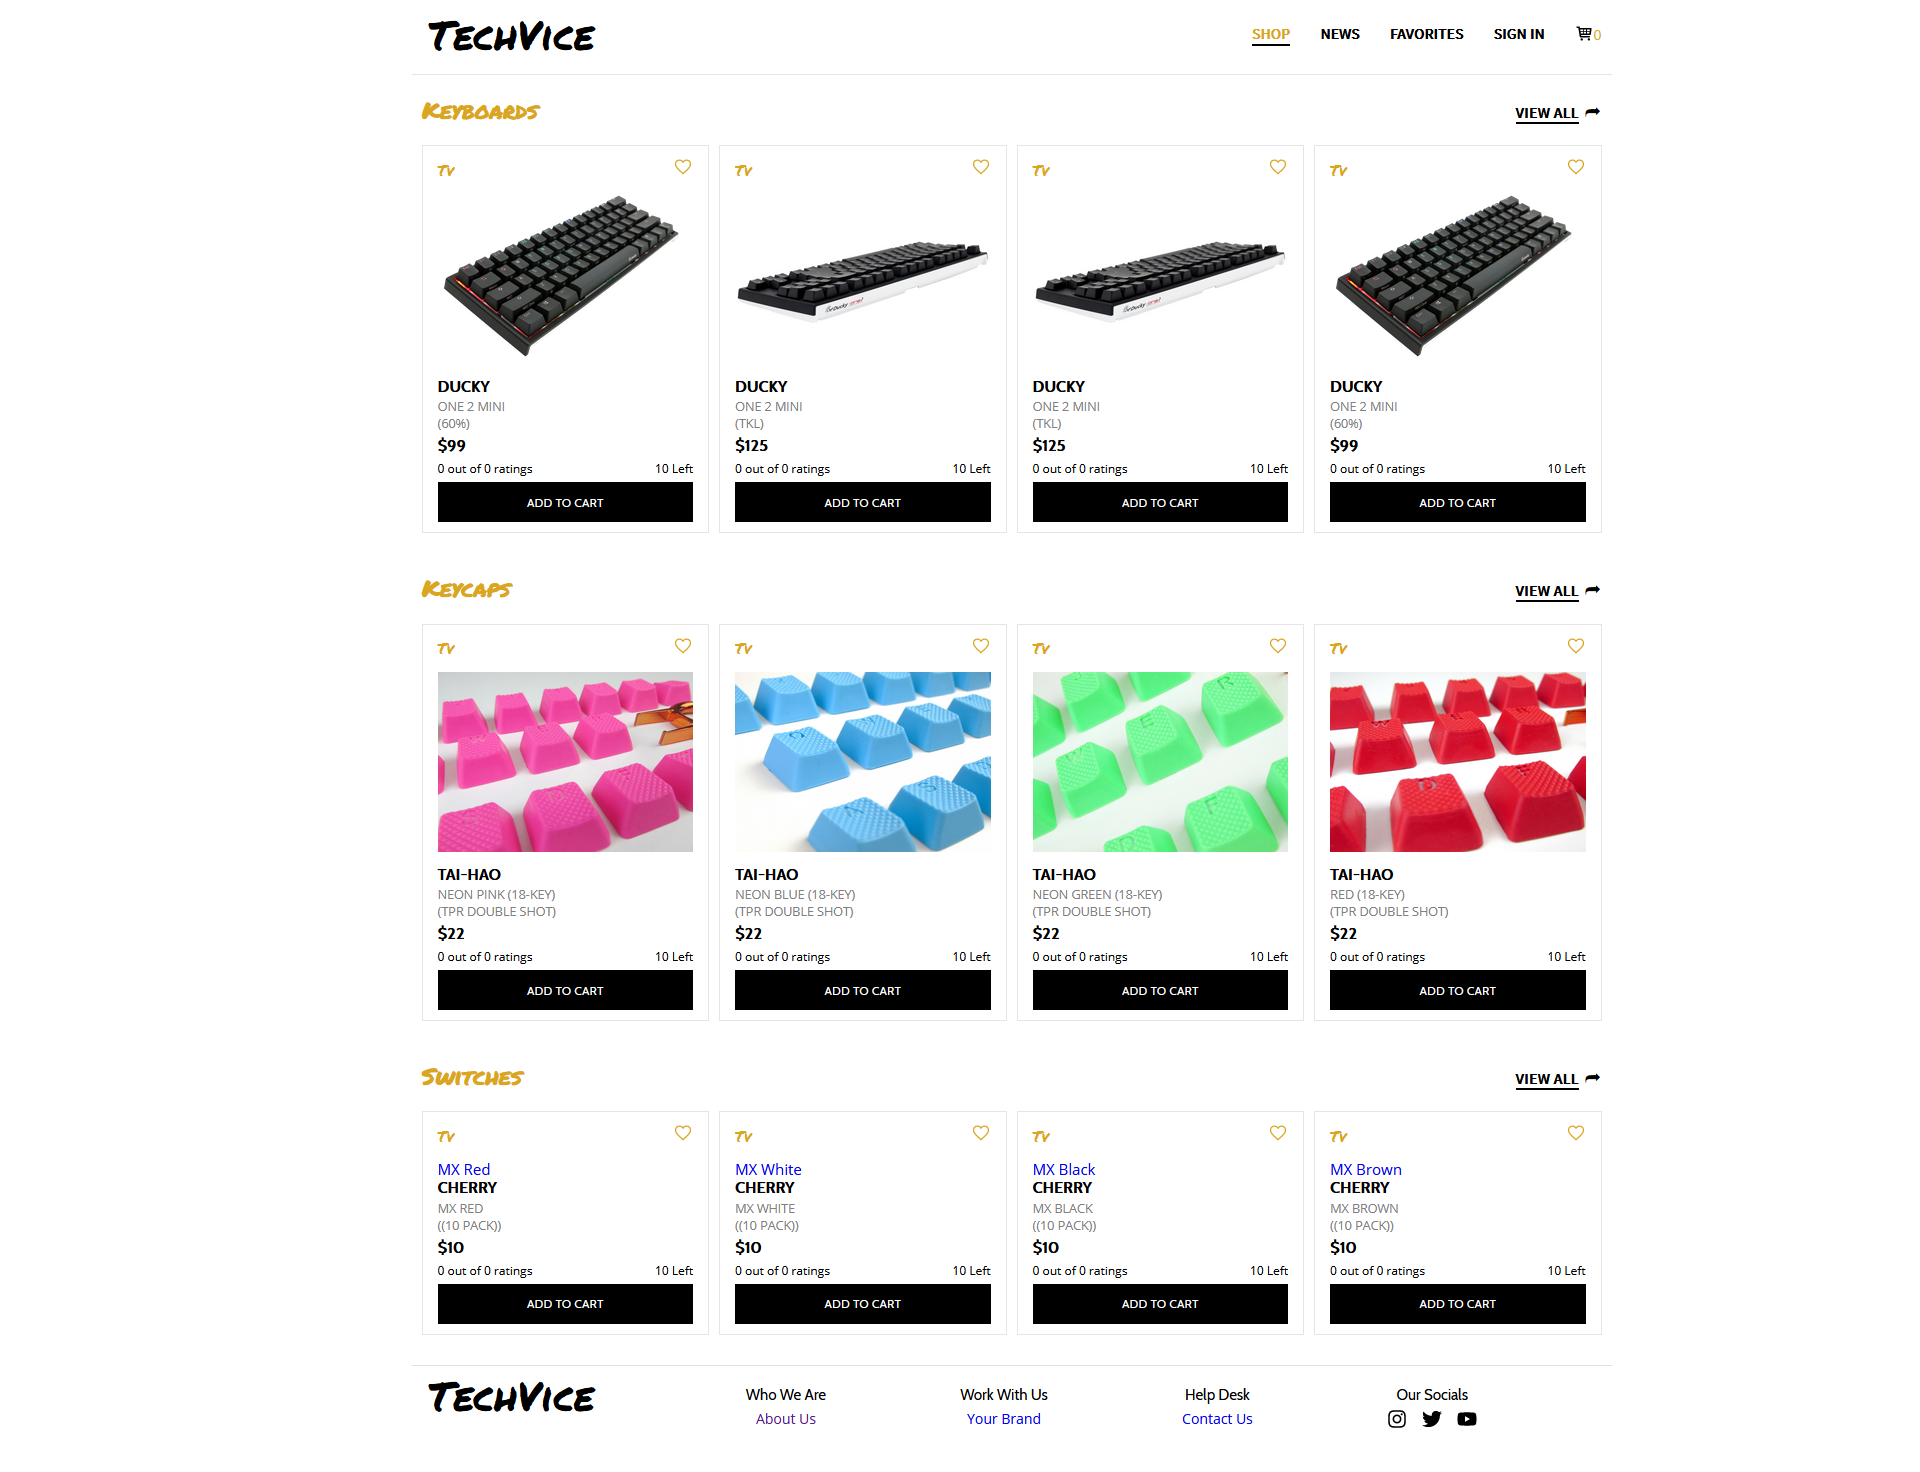 TechVice
SHOP NEWS FAVORITES SIGN IN 0
Keyboards VIEW ALL
TV TV TV TV
DUCKY DUCKY DUCKY DUCKY
ONE 2 MINI ONE 2 MINI ONE 2 MINI ONE 2 MINI
(60%) (TKL) (TKL) (60%)
$99 $125 $125 $99
0 out of 0 ratings 10 Left 0 out of 0 ratings 10 Left 0 out of 0 ratings 10 Left 0 out of 0 ratings 10 Left
ADD TO CART ADD TO CART ADD TO CART ADD TO CART
Keycaps VIEW ALL
TV TV TV TV
TAI-HAO TAI-HAO TAI-HAO TAI-HAO
NEON PINK (18-KEY) NEON BLUE (18-KEY) NEON GREEN (18-KEY) RED (18-KEY)
(TPR DOUBLE SHOT) (TPR DOUBLE SHOT) (TPR DOUBLE SHOT) (TPR DOUBLE SHOT)
$22 $22 $22 $22
0 out of 0 ratings 10 Left 0 out of 0 ratings 10 Left 0 out of 0 ratings 10 Left 0 out of 0 ratings 10 Left
ADD TO CART ADD TO CART ADD TO CART ADD TO CART
Switches VIEW ALL
TV TV TV TV
MX Red MX White MX Black MX Brown
CHERRY CHERRY CHERRY CHERRY
MX RED MX WHITE MX BLACK MX BROWN
((10 PACK)) ((10 PACK)) ((10 PACK)) ((10 PACK))
$10 $10 $10 $10
0 out of 0 ratings 10 Left 0 out of 0 ratings 10 Left 0 out of 0 ratings 10 Left 0 out of 0 ratings 10 Left
ADD TO CART ADD TO CART ADD TO CART ADD TO CART
TechVice
Who We Are Work With Us Help Desk Our Socials
About Us Your Brand Contact Us